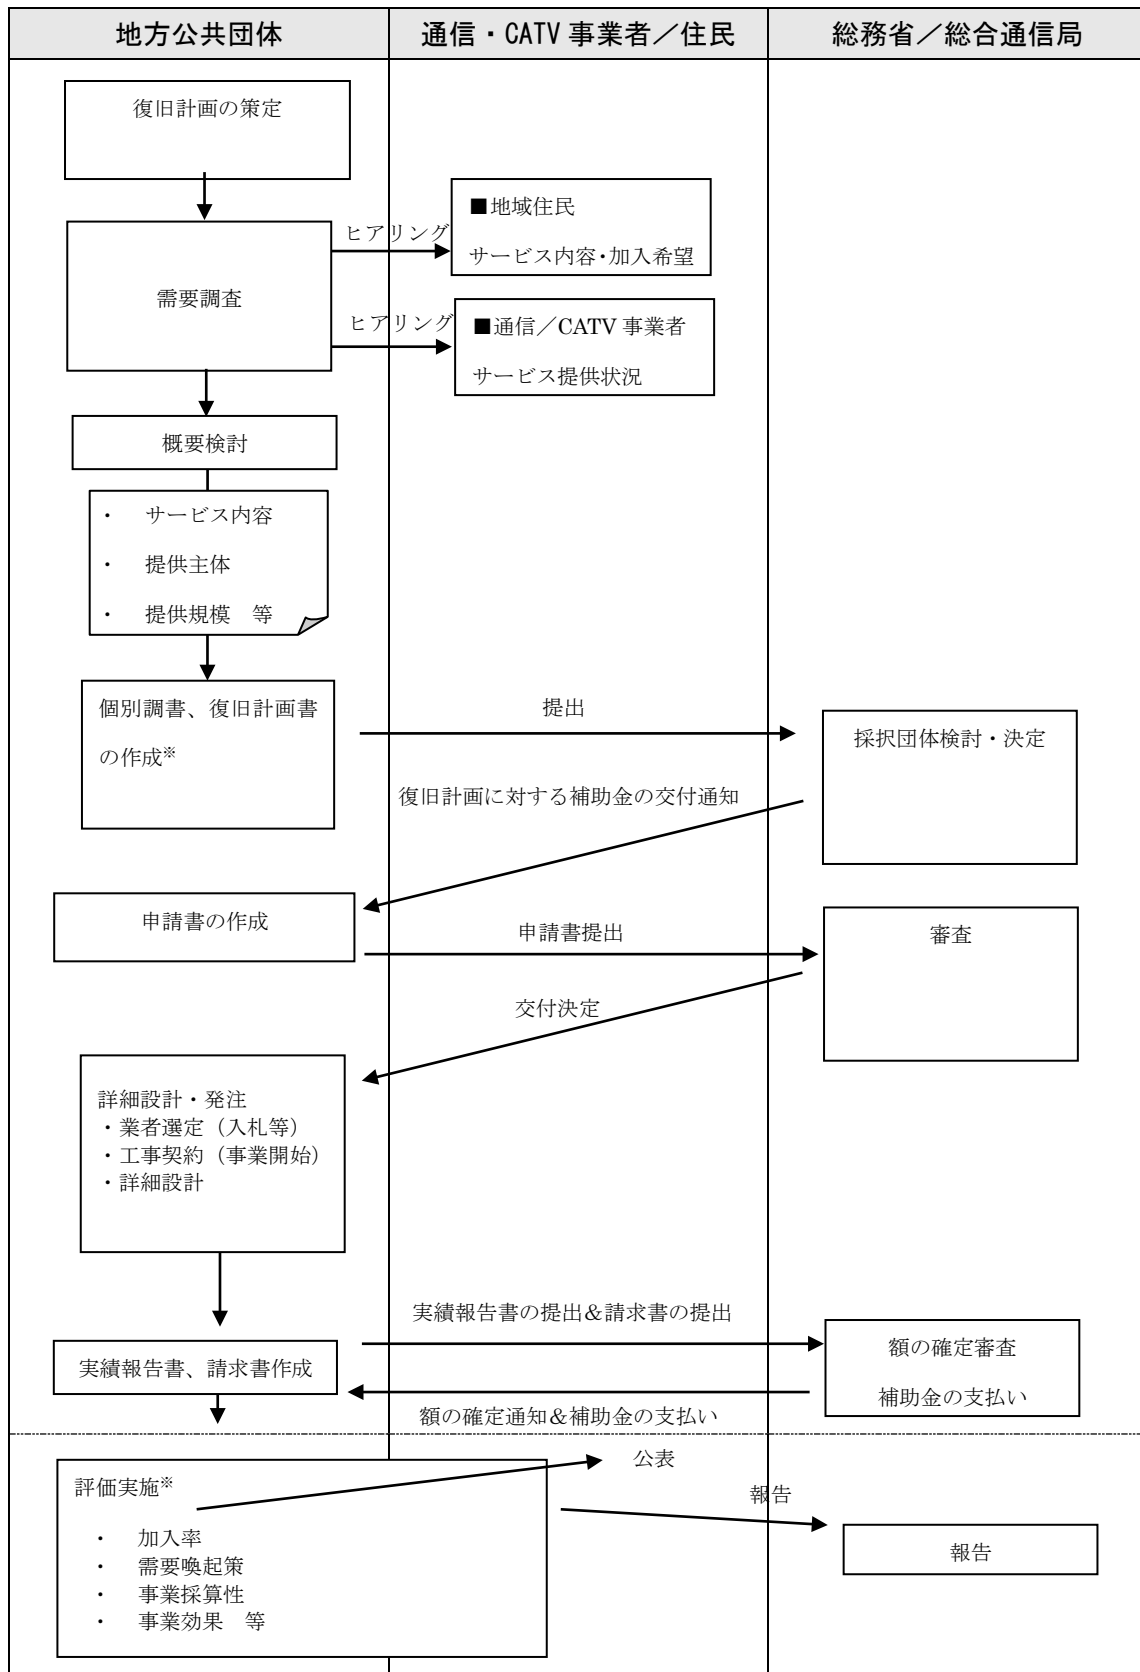 地方公共団体
通信・CATV 事業者／住民
総務省／総合通信局
復旧計画の策定
■地域住民
サービス内容・加入希望
ヒアリング
需要調査
■通信／CATV 事業者
サービス提供状況
ヒアリング
概要検討
・ サービス内容
・ 提供主体
・ 提供規模 等
個別調書、復旧計画書
の作成※
提出
採択団体検討・決定
復旧計画に対する補助金の交付通知
申請書の作成
申請書提出
審査
交付決定
詳細設計・発注
・業者選定（入札等）
・工事契約（事業開始）
・詳細設計
実績報告書の提出＆請求書の提出
実績報告書、請求書作成
額の確定審査
補助金の支払い
額の確定通知＆補助金の支払い
評価実施※
公表
報告
報告
・ 加入率
・ 需要喚起策
・ 事業採算性
・ 事業効果 等